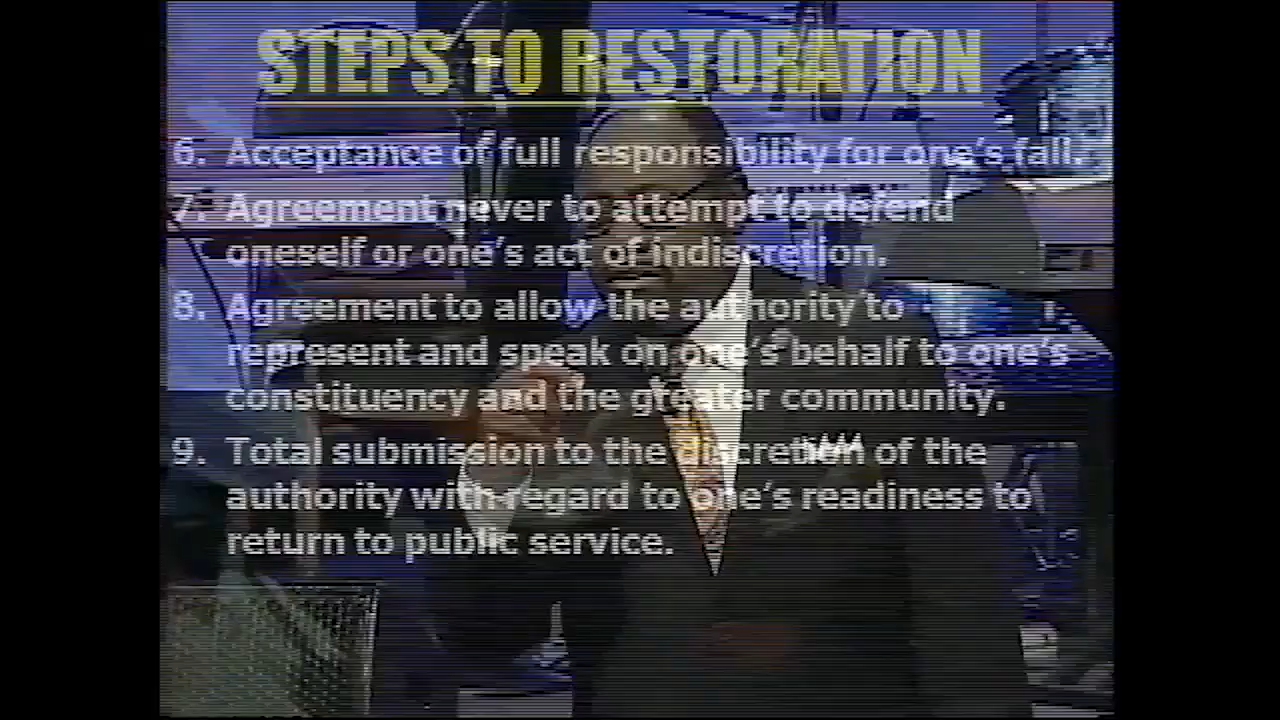 STEPS TO RESTORATION
6. Acceptance of full responsibility for one's fall.
7. Agreement never to attempt to defend
oneself or one's act of indiscretion.
8. Agreement to allow the authority to
represent and speak on one's behalf to one's
constituency and the greater community.
9. Total submission to the discretion of the
authority with regard to one's readiness to
return to public service.